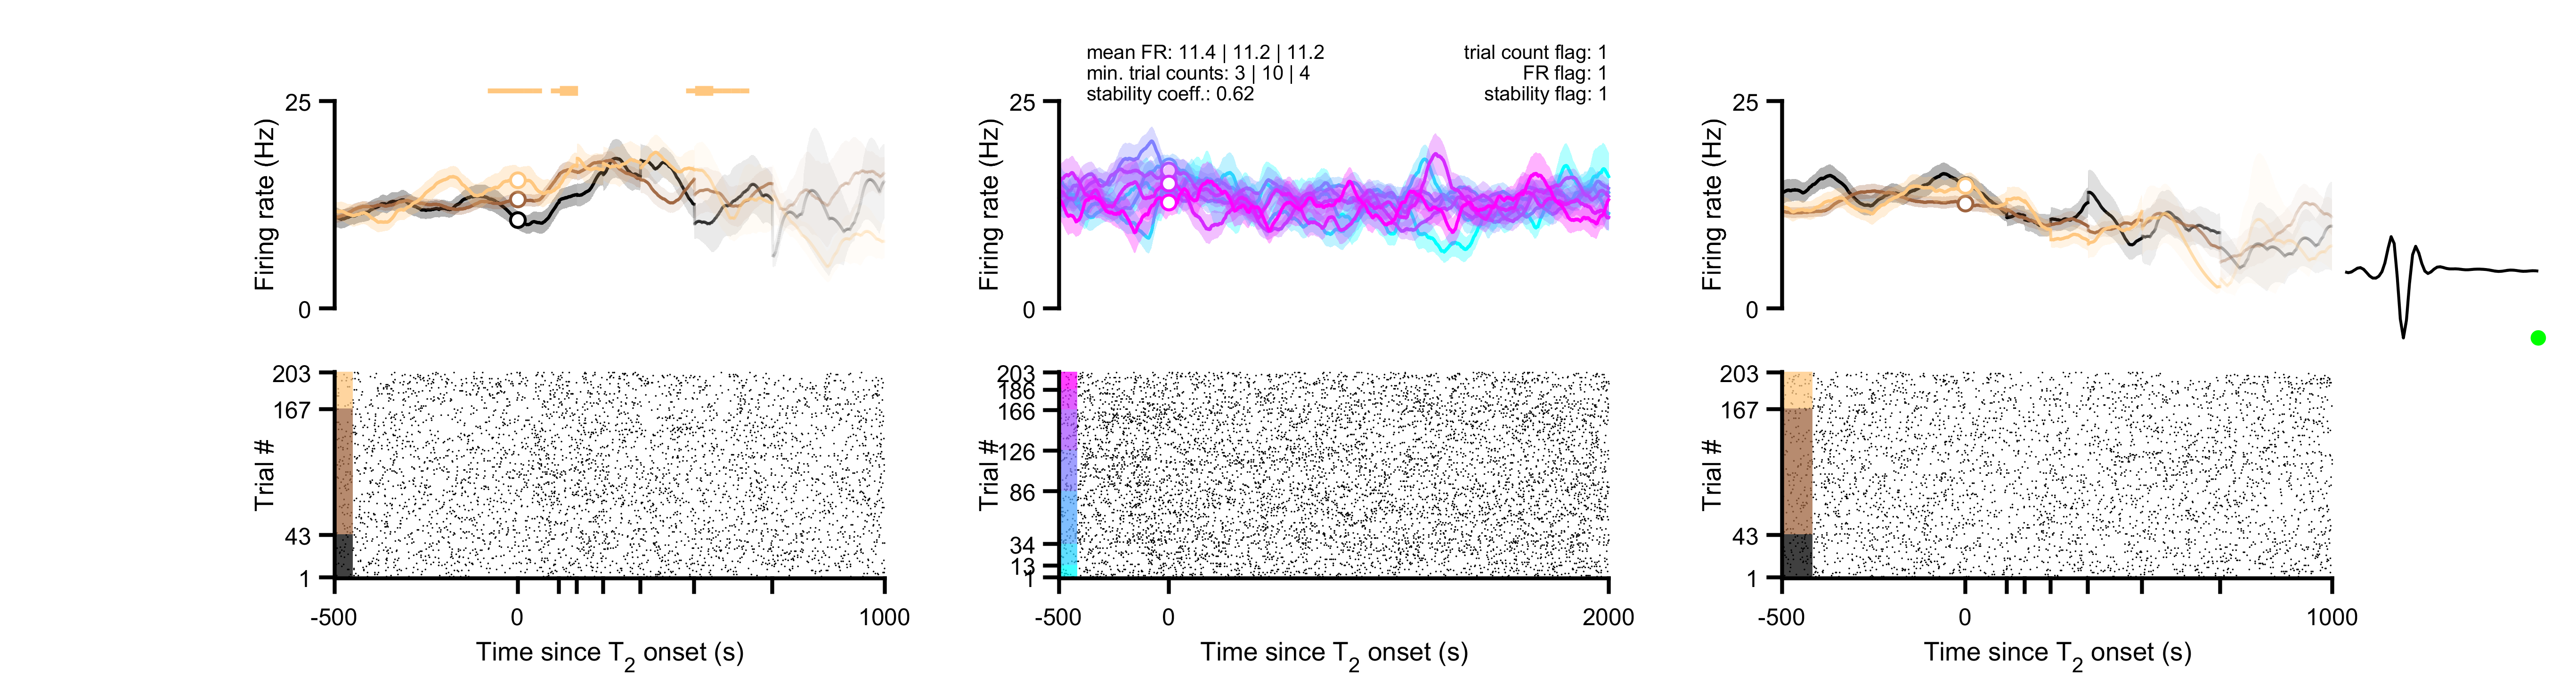 mean FR: 11.4 | 11.2 | 11.2
min. trial counts: 3 | 10 | 4
stability coeff.: 0.62
trial count flag: 1
FR flag: 1
stability flag: 1
25
0
Firing rate (Hz)
25
0
Firing rate (Hz)
25
0
Firing rate (Hz)
203
167
43
1
Trial #
-500
0
1000
Time since T2 onset (s)
203
186
166
126
86
34
13
1
Trial #
-500
0
2000
Time since T2 onset (s)
203
167
43
1
Trial #
-500
0
1000
Time since T2 onset (s)